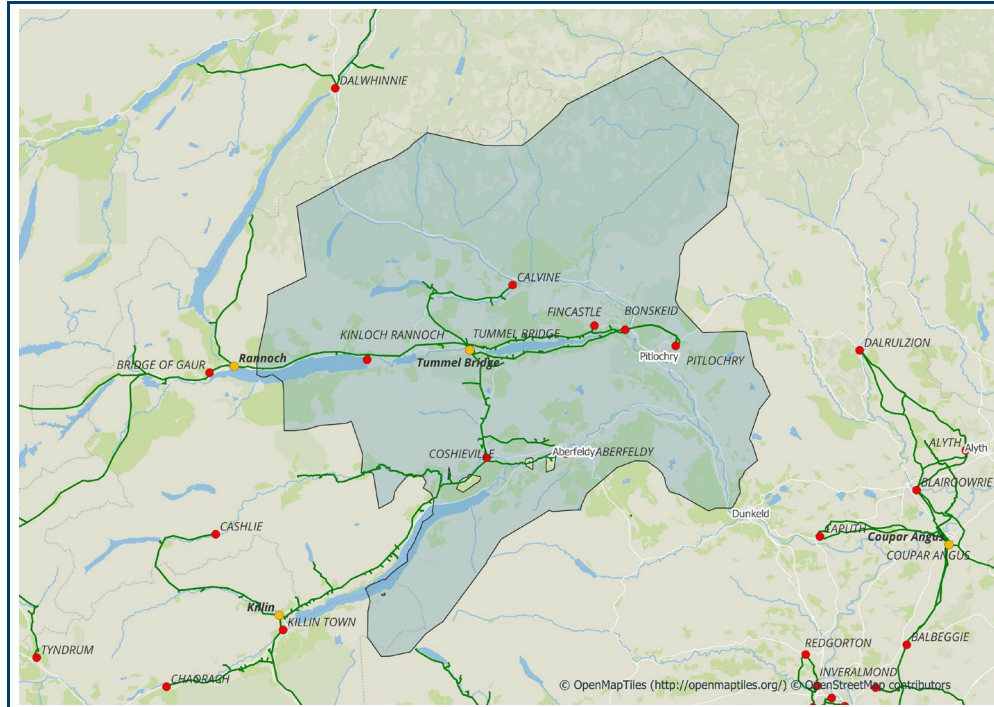 DALWHINNIE
CALVINE
FINCASTLE
BONSKEID
KINLOCH RANNOCH
TUMMEL BRIDGE
DALRULZION
Rannoch
Tummel Bridge
Pitlochry
PITLOCHRY
BRIDGE OF GAUR
COSHIEVILLE
Aberfeldy
ABERFELDY
ALYTH
Alyth
BLAIRGOWRIE
CASHLIE
Dunkeld
Coupar Angus
COUPAR ANGUS
Killin
KILLIN TOWN
TYNDRUM
REDGORTON
BALBEGGIE
CHAORACH
INVERALMOND
© OpenMapTiles (http://openmaptiles.org/) © OpenStreetMap contributors